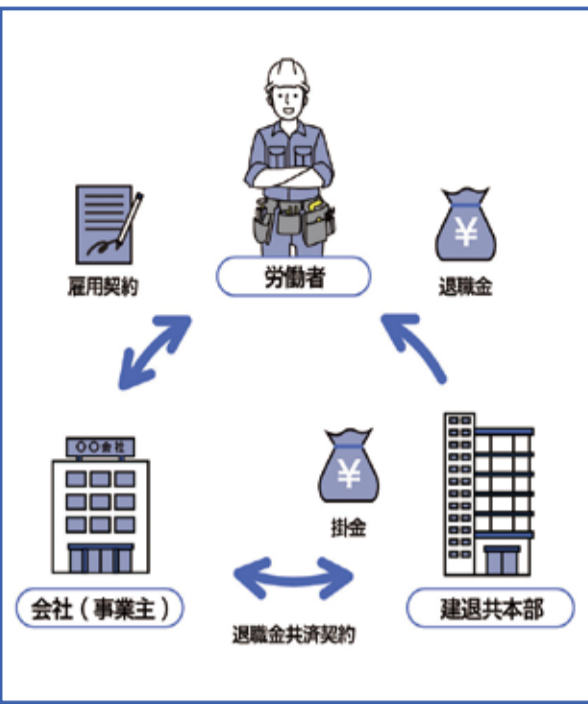 雇用契約
労働者
¥
退職金
〇〇会社
¥
掛金
会社(事業主)
退職金共済契約
建退共本部